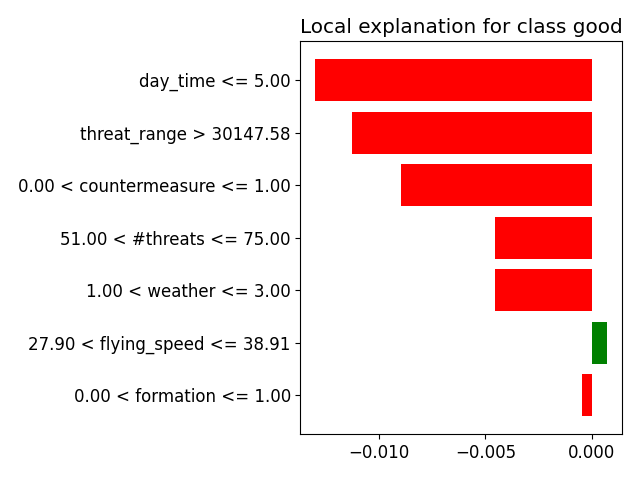 Local explanation for class good
day_time <= 5.00
threat_range > 30147.58
0.00 < countermeasure <= 1.00
51.00 < #threats <= 75.00
1.00 < weather <= 3.00
27.90 < flying_speed <= 38.91
0.00 < formation <= 1.00
−0.010 −0.005 0.000